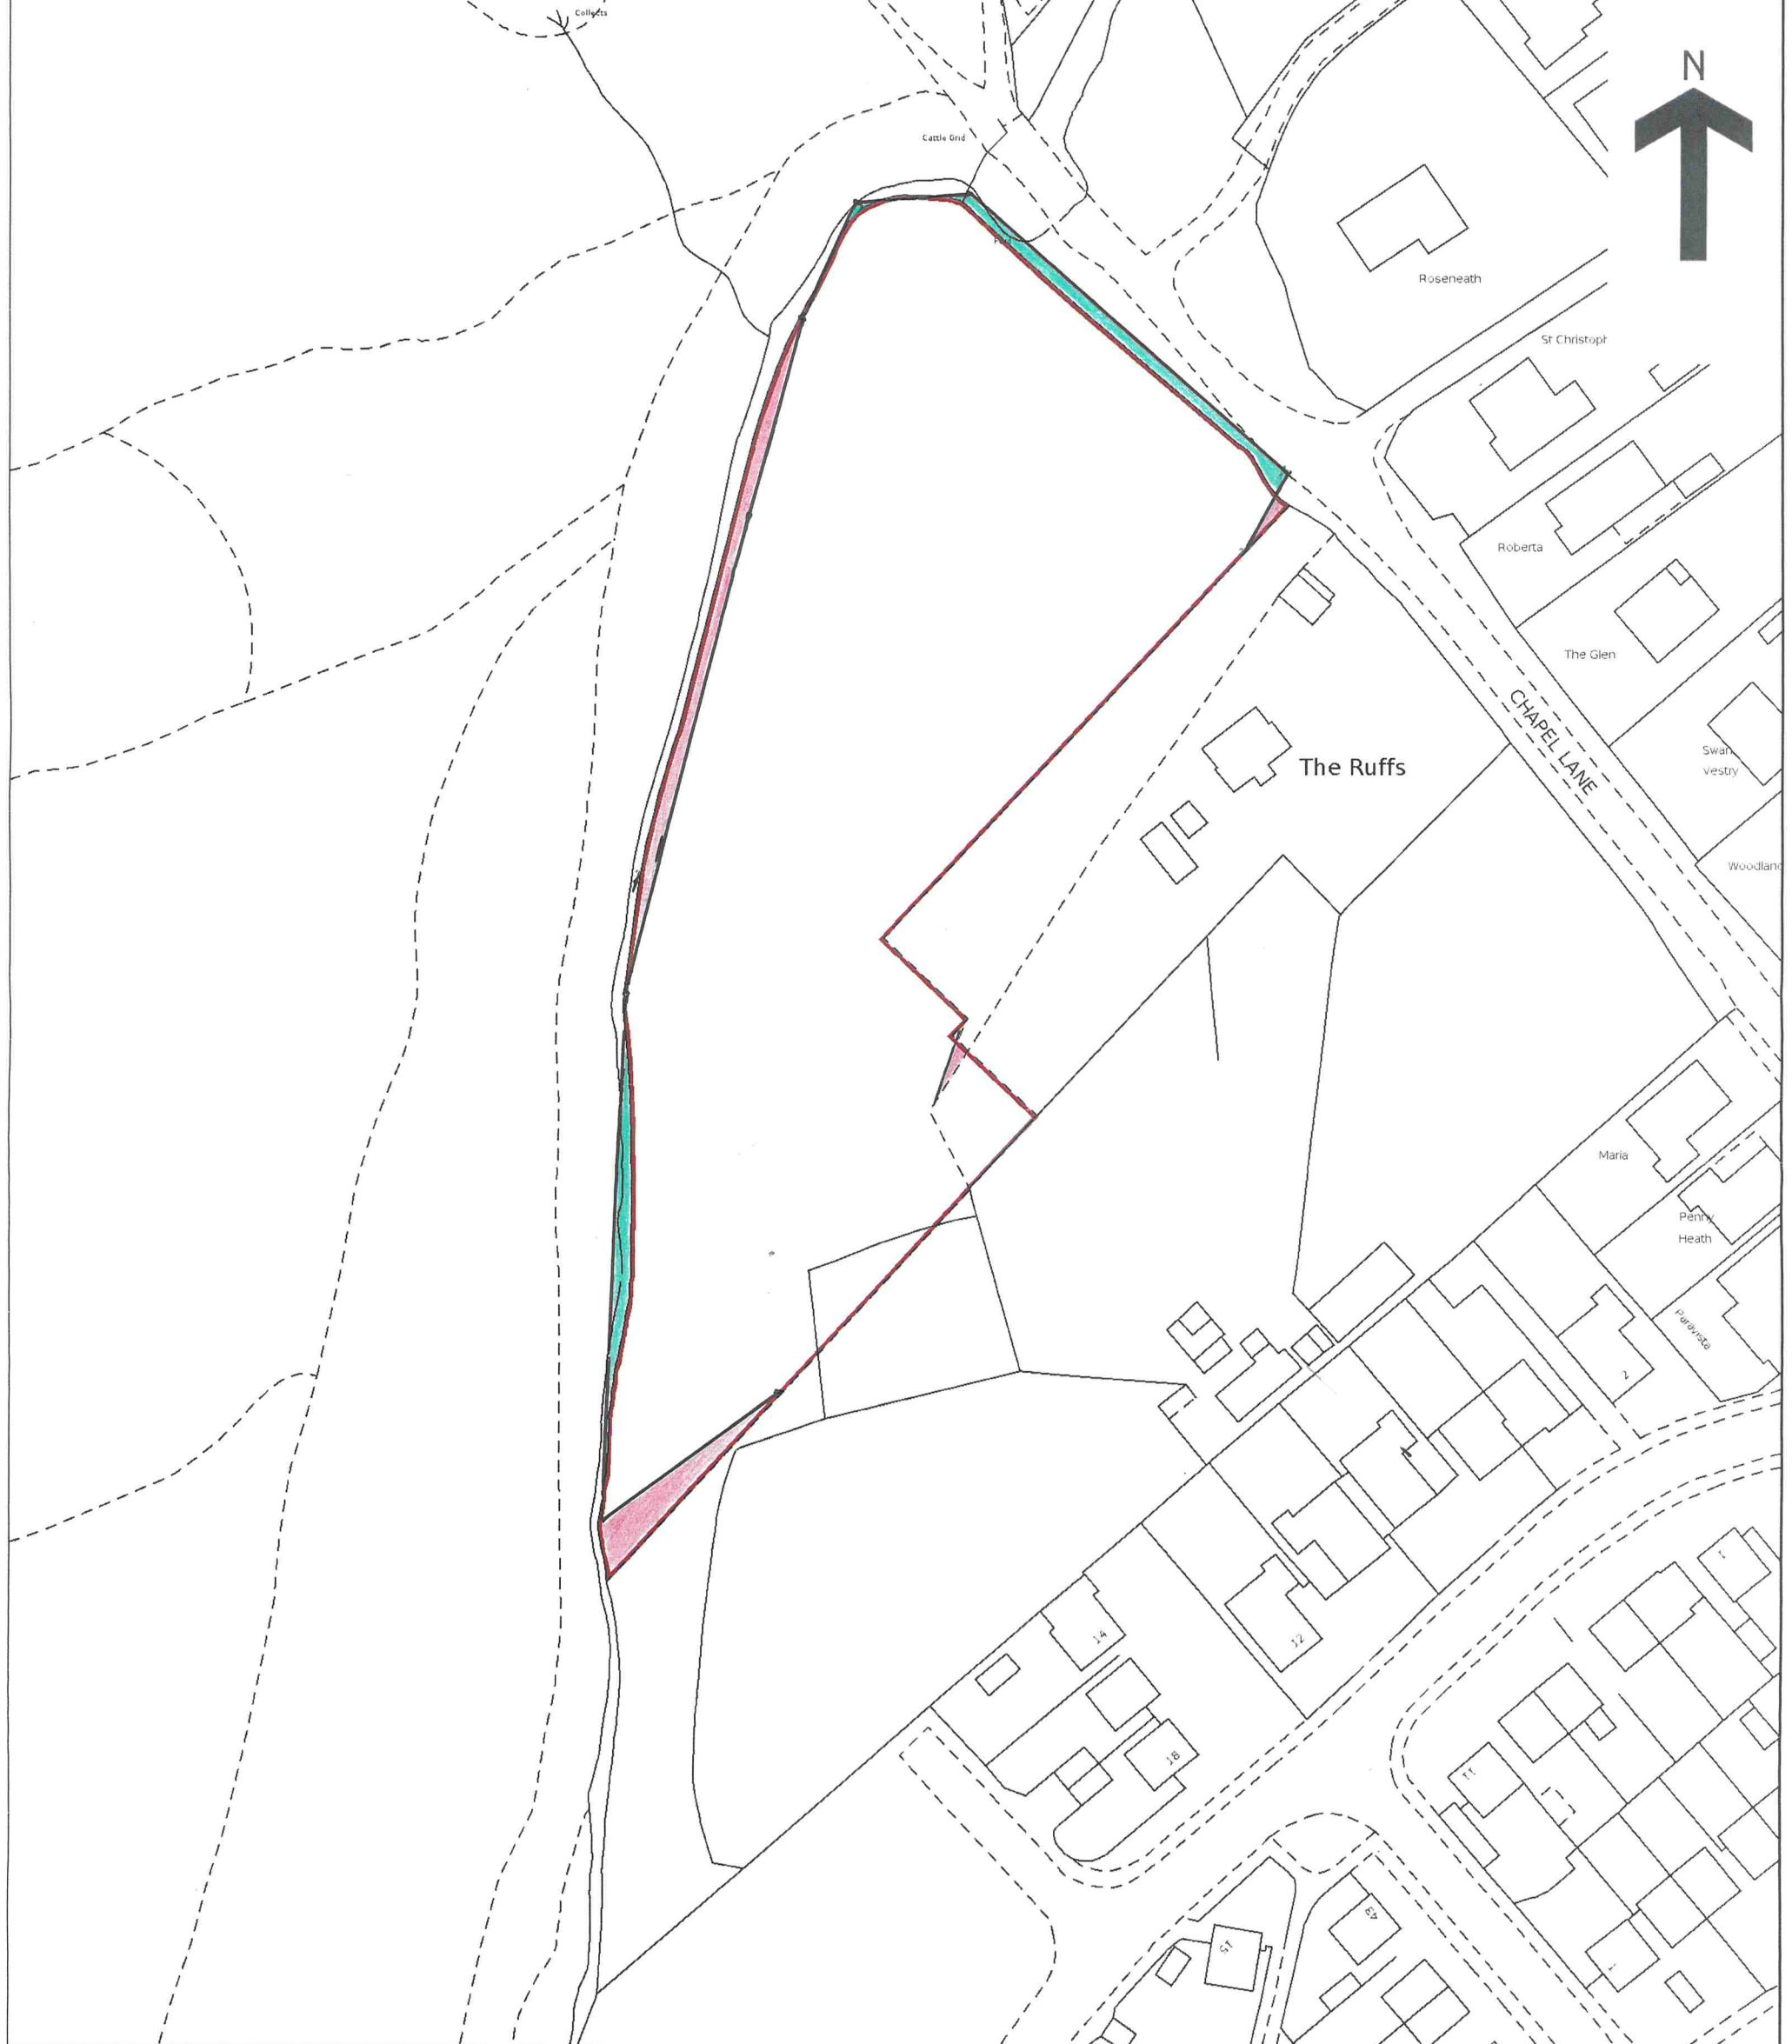 Collects
N
Cattle Grid
Roseneath
St Christoph
Roberta
The Glen
CHAPEL LANE
Swan
Vestry
The Ruffs
Woodland
Maria
Penny
Heath
Paravista
2
14
12
1
18
11
43
15